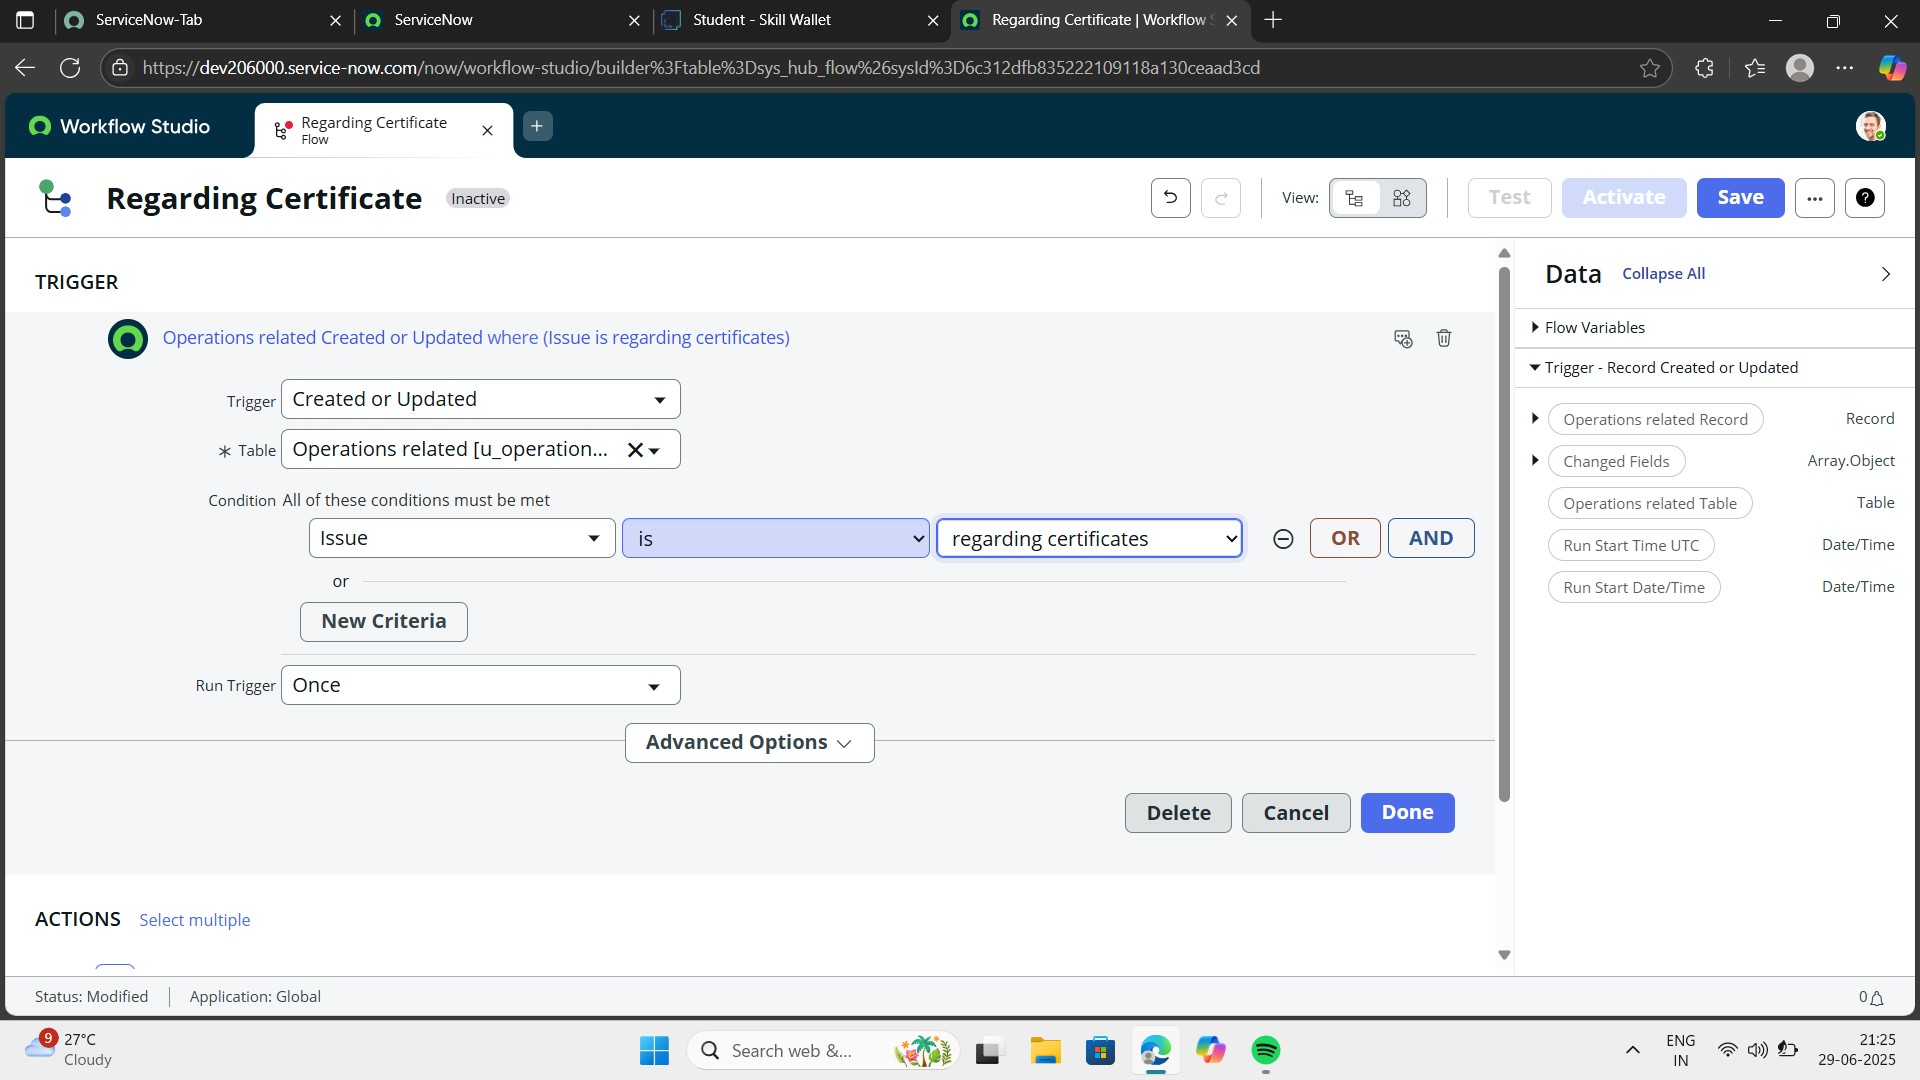 ServiceNow-Tab
ServiceNow
Student - Skill Wallet
Regarding Certificate | Workflow
https://dev206000.service-now.com/now/workflow-studio/builder%3Ftable%3Dsys_hub_flow%26sysId%3D6c312dfb835222109118a130ceaad3cd
Workflow Studio
Regarding Certificate
Flow
Regarding Certificate
Inactive
View:
Test
Activate
Save
TRIGGER
Operations related Created or Updated where (Issue is regarding certificates)
Trigger
Created or Updated
* Table
Operations related [u_operation...
Condition
All of these conditions must be met
Issue
is
regarding certificates
OR
AND
or
New Criteria
Run Trigger
Once
Advanced Options
Delete
Cancel
Done
ACTIONS
Select multiple
Data
Collapse All
Flow Variables
Trigger - Record Created or Updated
Operations related Record
Record
Changed Fields
Array.Object
Operations related Table
Table
Run Start Time UTC
Date/Time
Run Start Date/Time
Date/Time
Status: Modified
Application: Global
0
9
27°C
Cloudy
Search web &...
ENG
IN
21:25
29-06-2025